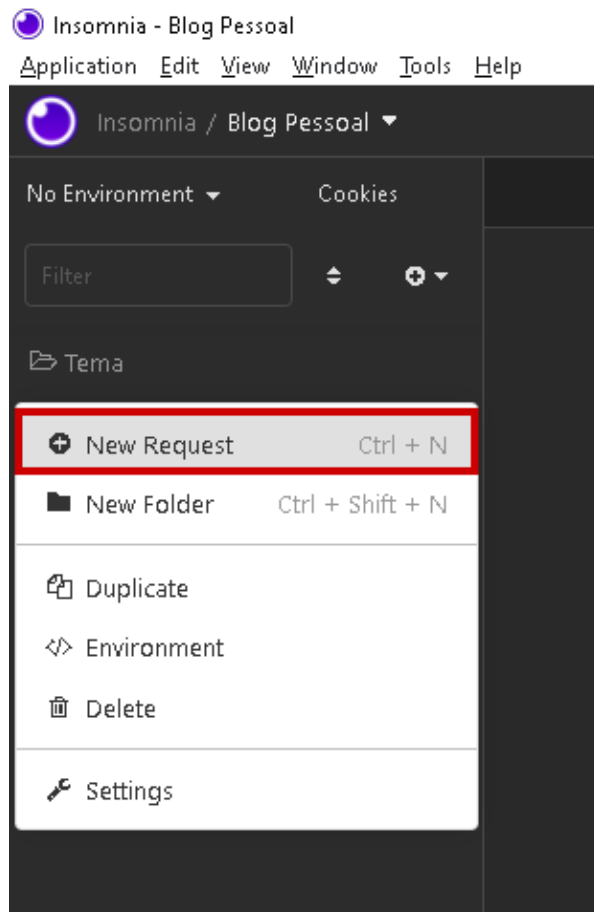 Insomnia - Blog Pessoal
Application Edit View Window Tools Help
Insomnia / Blog Pessoal
No Environment Cookies
Filter
Tema
New Request Ctrl + N
New Folder Ctrl + Shift + N
Duplicate
Environment
Delete
Settings